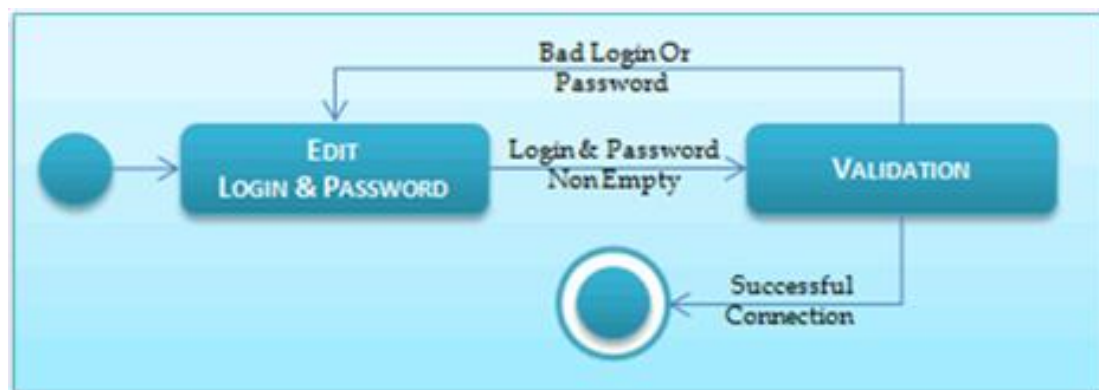 Bad Login Or
Password
EDIT
LOGIN & PASSWORD
Login & Password
Non Empty
VALIDATION
Successful
Connection